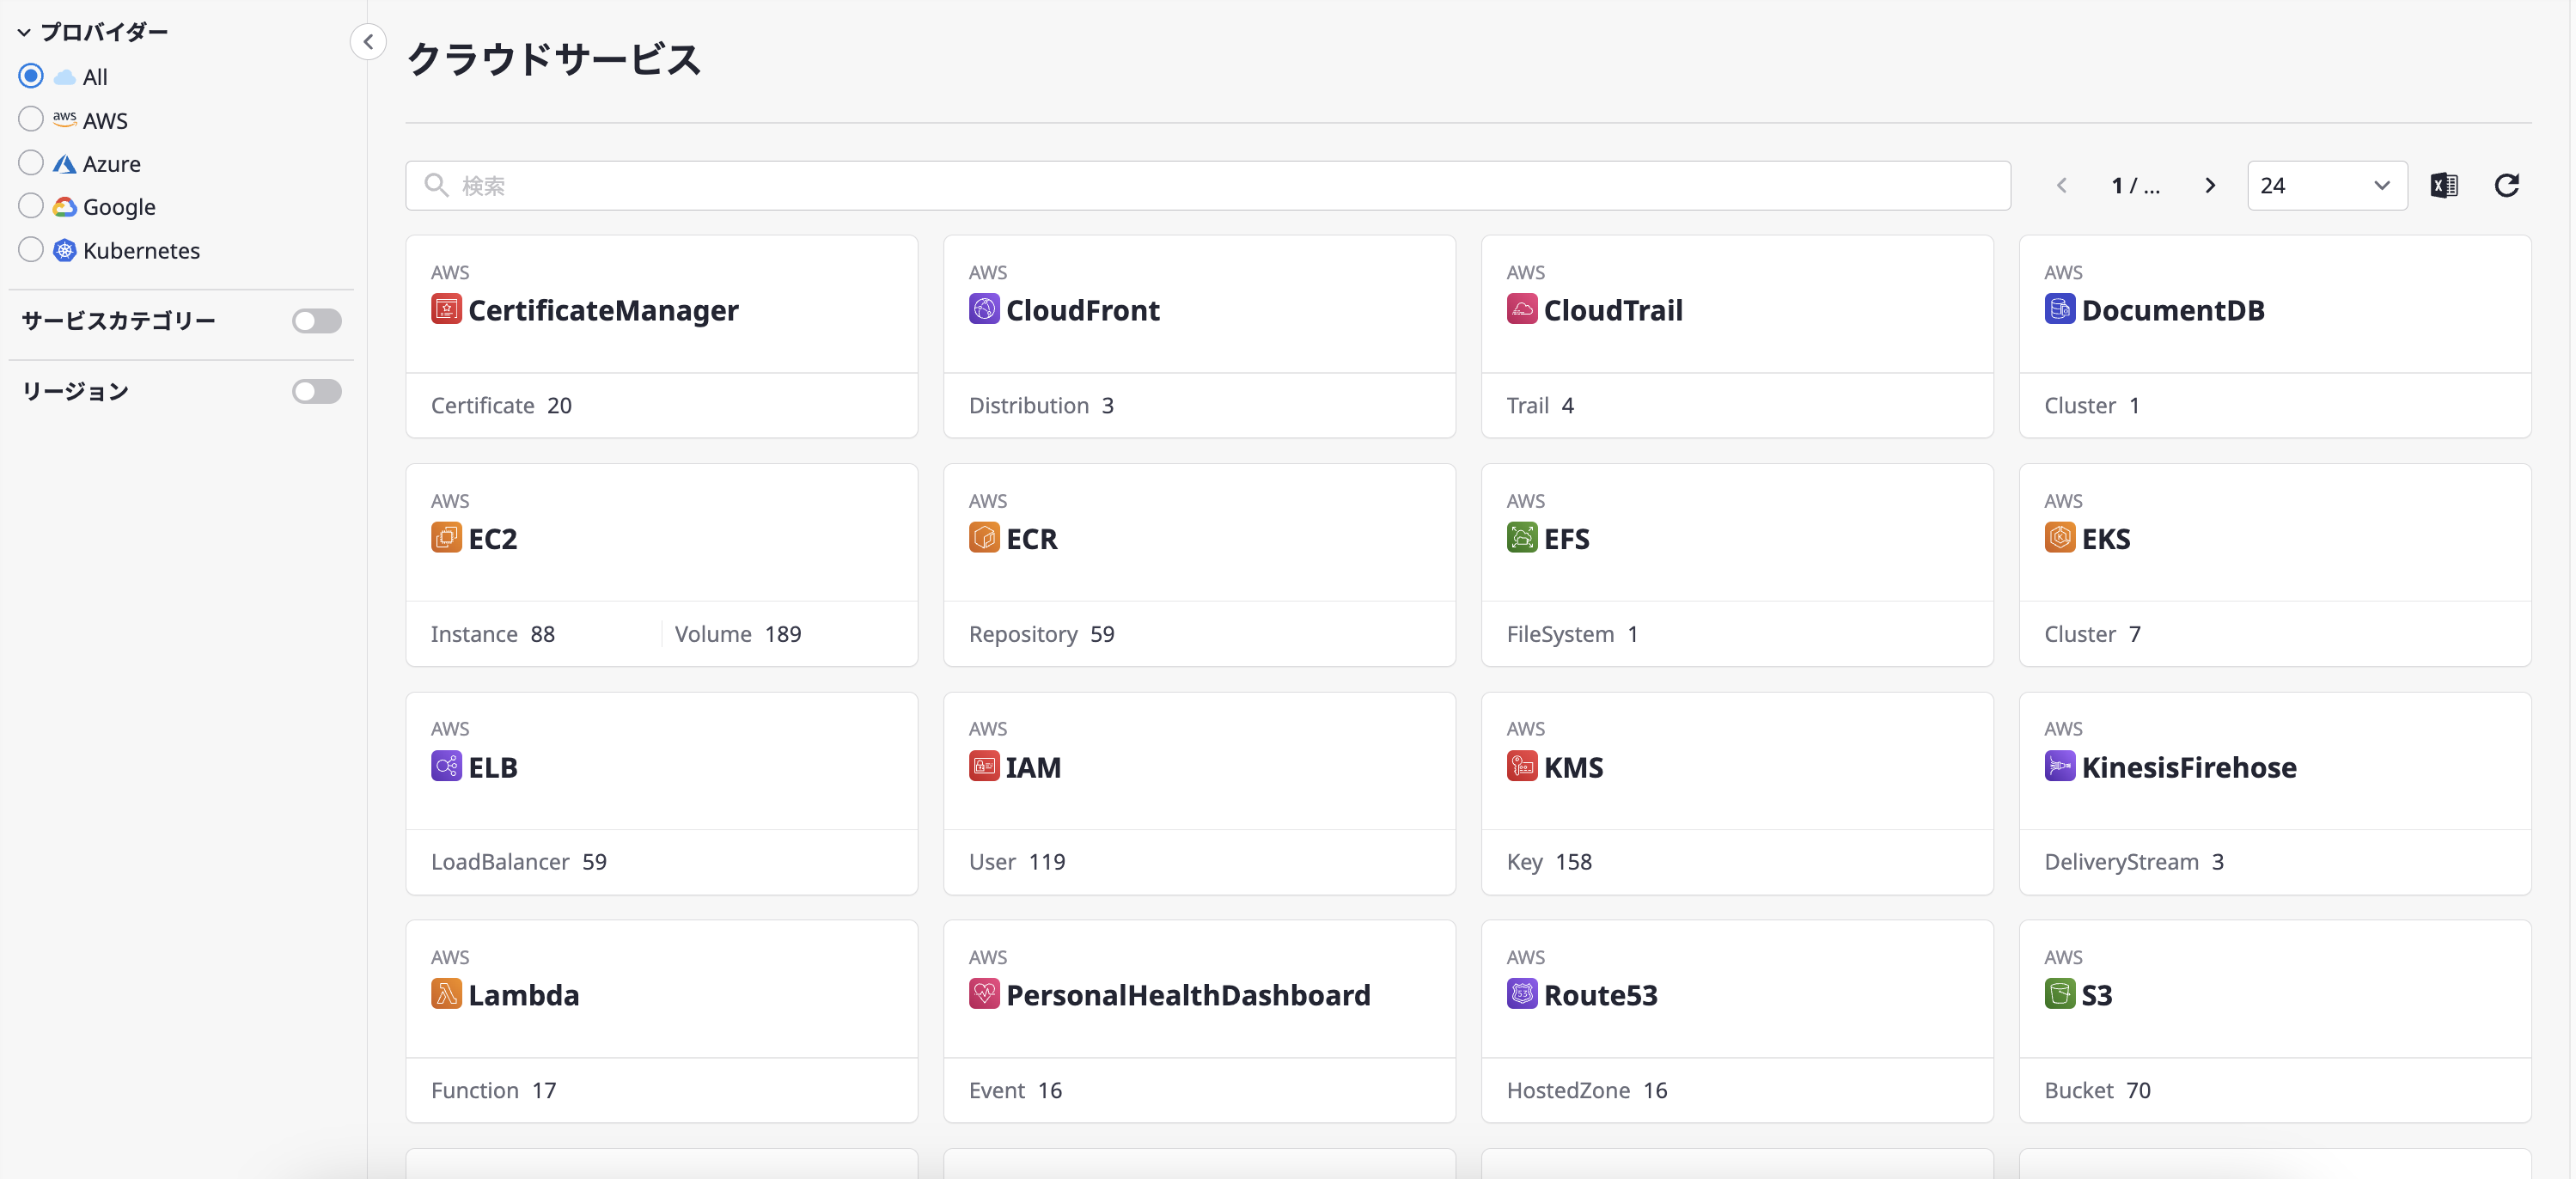 プロバイダー
All
aws AWS
Azure
Google
Kubernetes
サービスカテゴリー
リージョン
クラウドサービス
検索
1 / ...
24
AWS
CertificateManager
Certificate 20
AWS
CloudFront
Distribution 3
AWS
CloudTrail
Trail 4
AWS
DocumentDB
Cluster 1
AWS
EC2
Instance 88
Volume 189
AWS
ECR
Repository 59
AWS
EFS
FileSystem 1
AWS
EKS
Cluster 7
AWS
ELB
LoadBalancer 59
AWS
IAM
User 119
AWS
KMS
Key 158
AWS
KinesisFirehose
DeliveryStream 3
AWS
Lambda
Function 17
AWS
PersonalHealthDashboard
Event 16
AWS
Route53
HostedZone 16
AWS
S3
Bucket 70